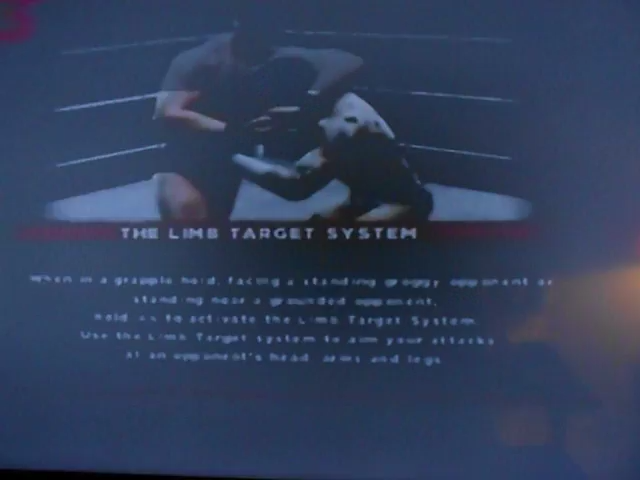 THE LIMB TARGET SYSTEM
When in a grapple hold, facing a standing groggy opponent or
standing near a grounded opponent,
hold to activate the Limb Target System.
Use the Limb Target system to aim your attacks
at an opponent's head, arms and legs